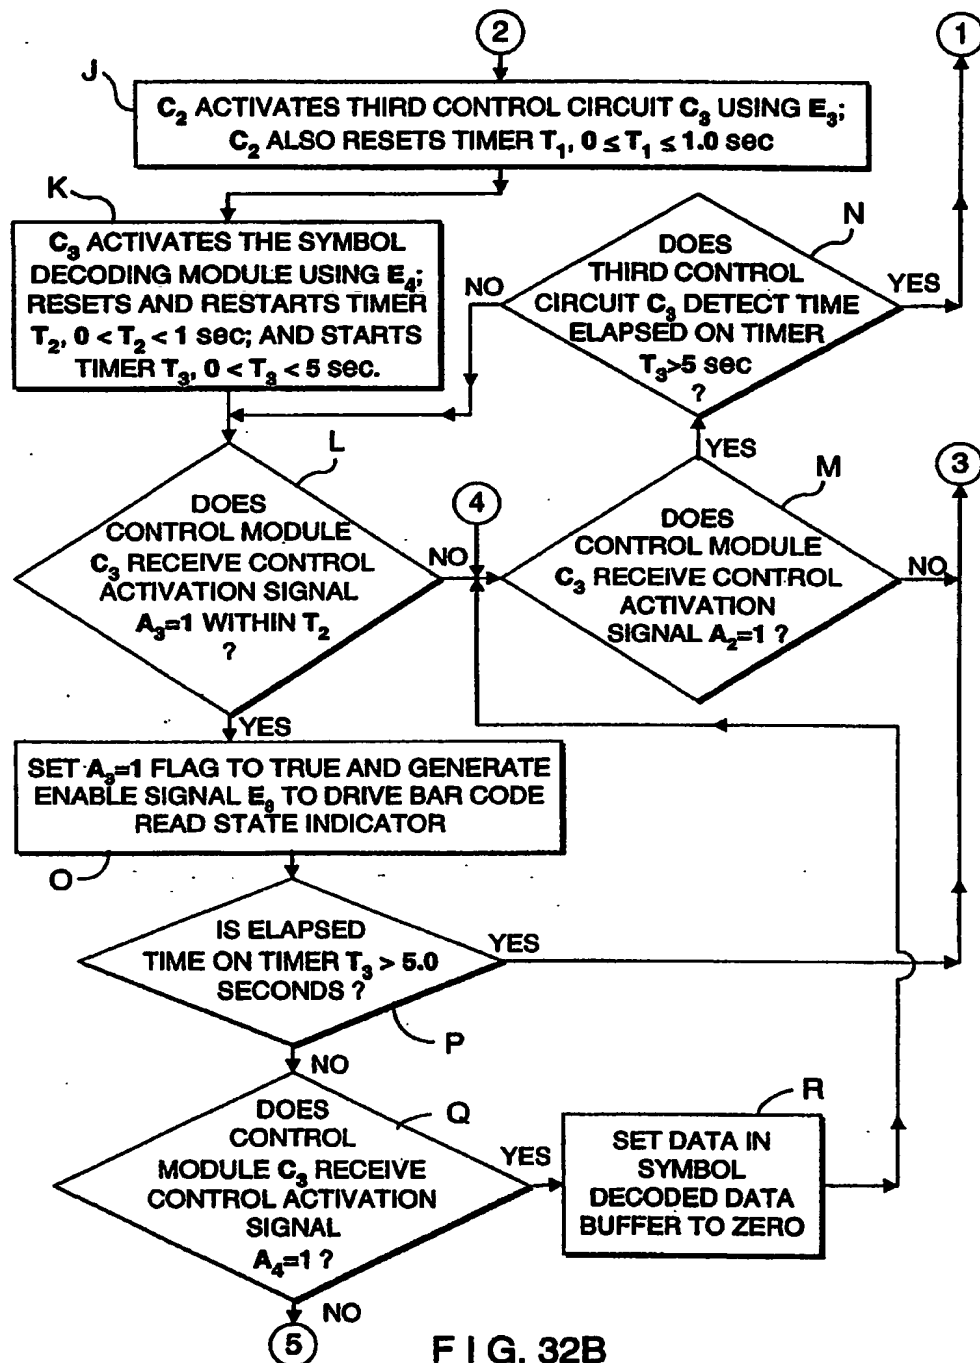 2
1
J
C2 ACTIVATES THIRD CONTROL CIRCUIT C3 USING E3;
C2 ALSO RESETS TIMER T1, 0 ≤ T1 ≤ 1.0 sec
K
C3 ACTIVATES THE SYMBOL
DECODING MODULE USING E4;
RESETS AND RESTARTS TIMER
T2, 0 < T2 < 1 sec; AND STARTS
TIMER T3, 0 < T3 < 5 sec.
N
DOES
THIRD CONTROL
CIRCUIT C3 DETECT TIME
ELAPSED ON TIMER
T3>5 sec
?
NO
YES
L
DOES
CONTROL MODULE
C3 RECEIVE CONTROL
ACTIVATION SIGNAL
A3=1 WITHIN T2
?
NO
4
YES
M
DOES
CONTROL MODULE
C3 RECEIVE CONTROL
ACTIVATION
SIGNAL A2=1 ?
NO
3
YES
SET A3=1 FLAG TO TRUE AND GENERATE
ENABLE SIGNAL E8 TO DRIVE BAR CODE
READ STATE INDICATOR
O
IS ELAPSED
TIME ON TIMER T3 > 5.0
SECONDS ?
YES
P
NO
DOES
CONTROL
MODULE C3 RECEIVE
CONTROL ACTIVATION
SIGNAL
A4=1 ?
Q
YES
R
SET DATA IN
SYMBOL
DECODED DATA
BUFFER TO ZERO
NO
5
FIG. 32B